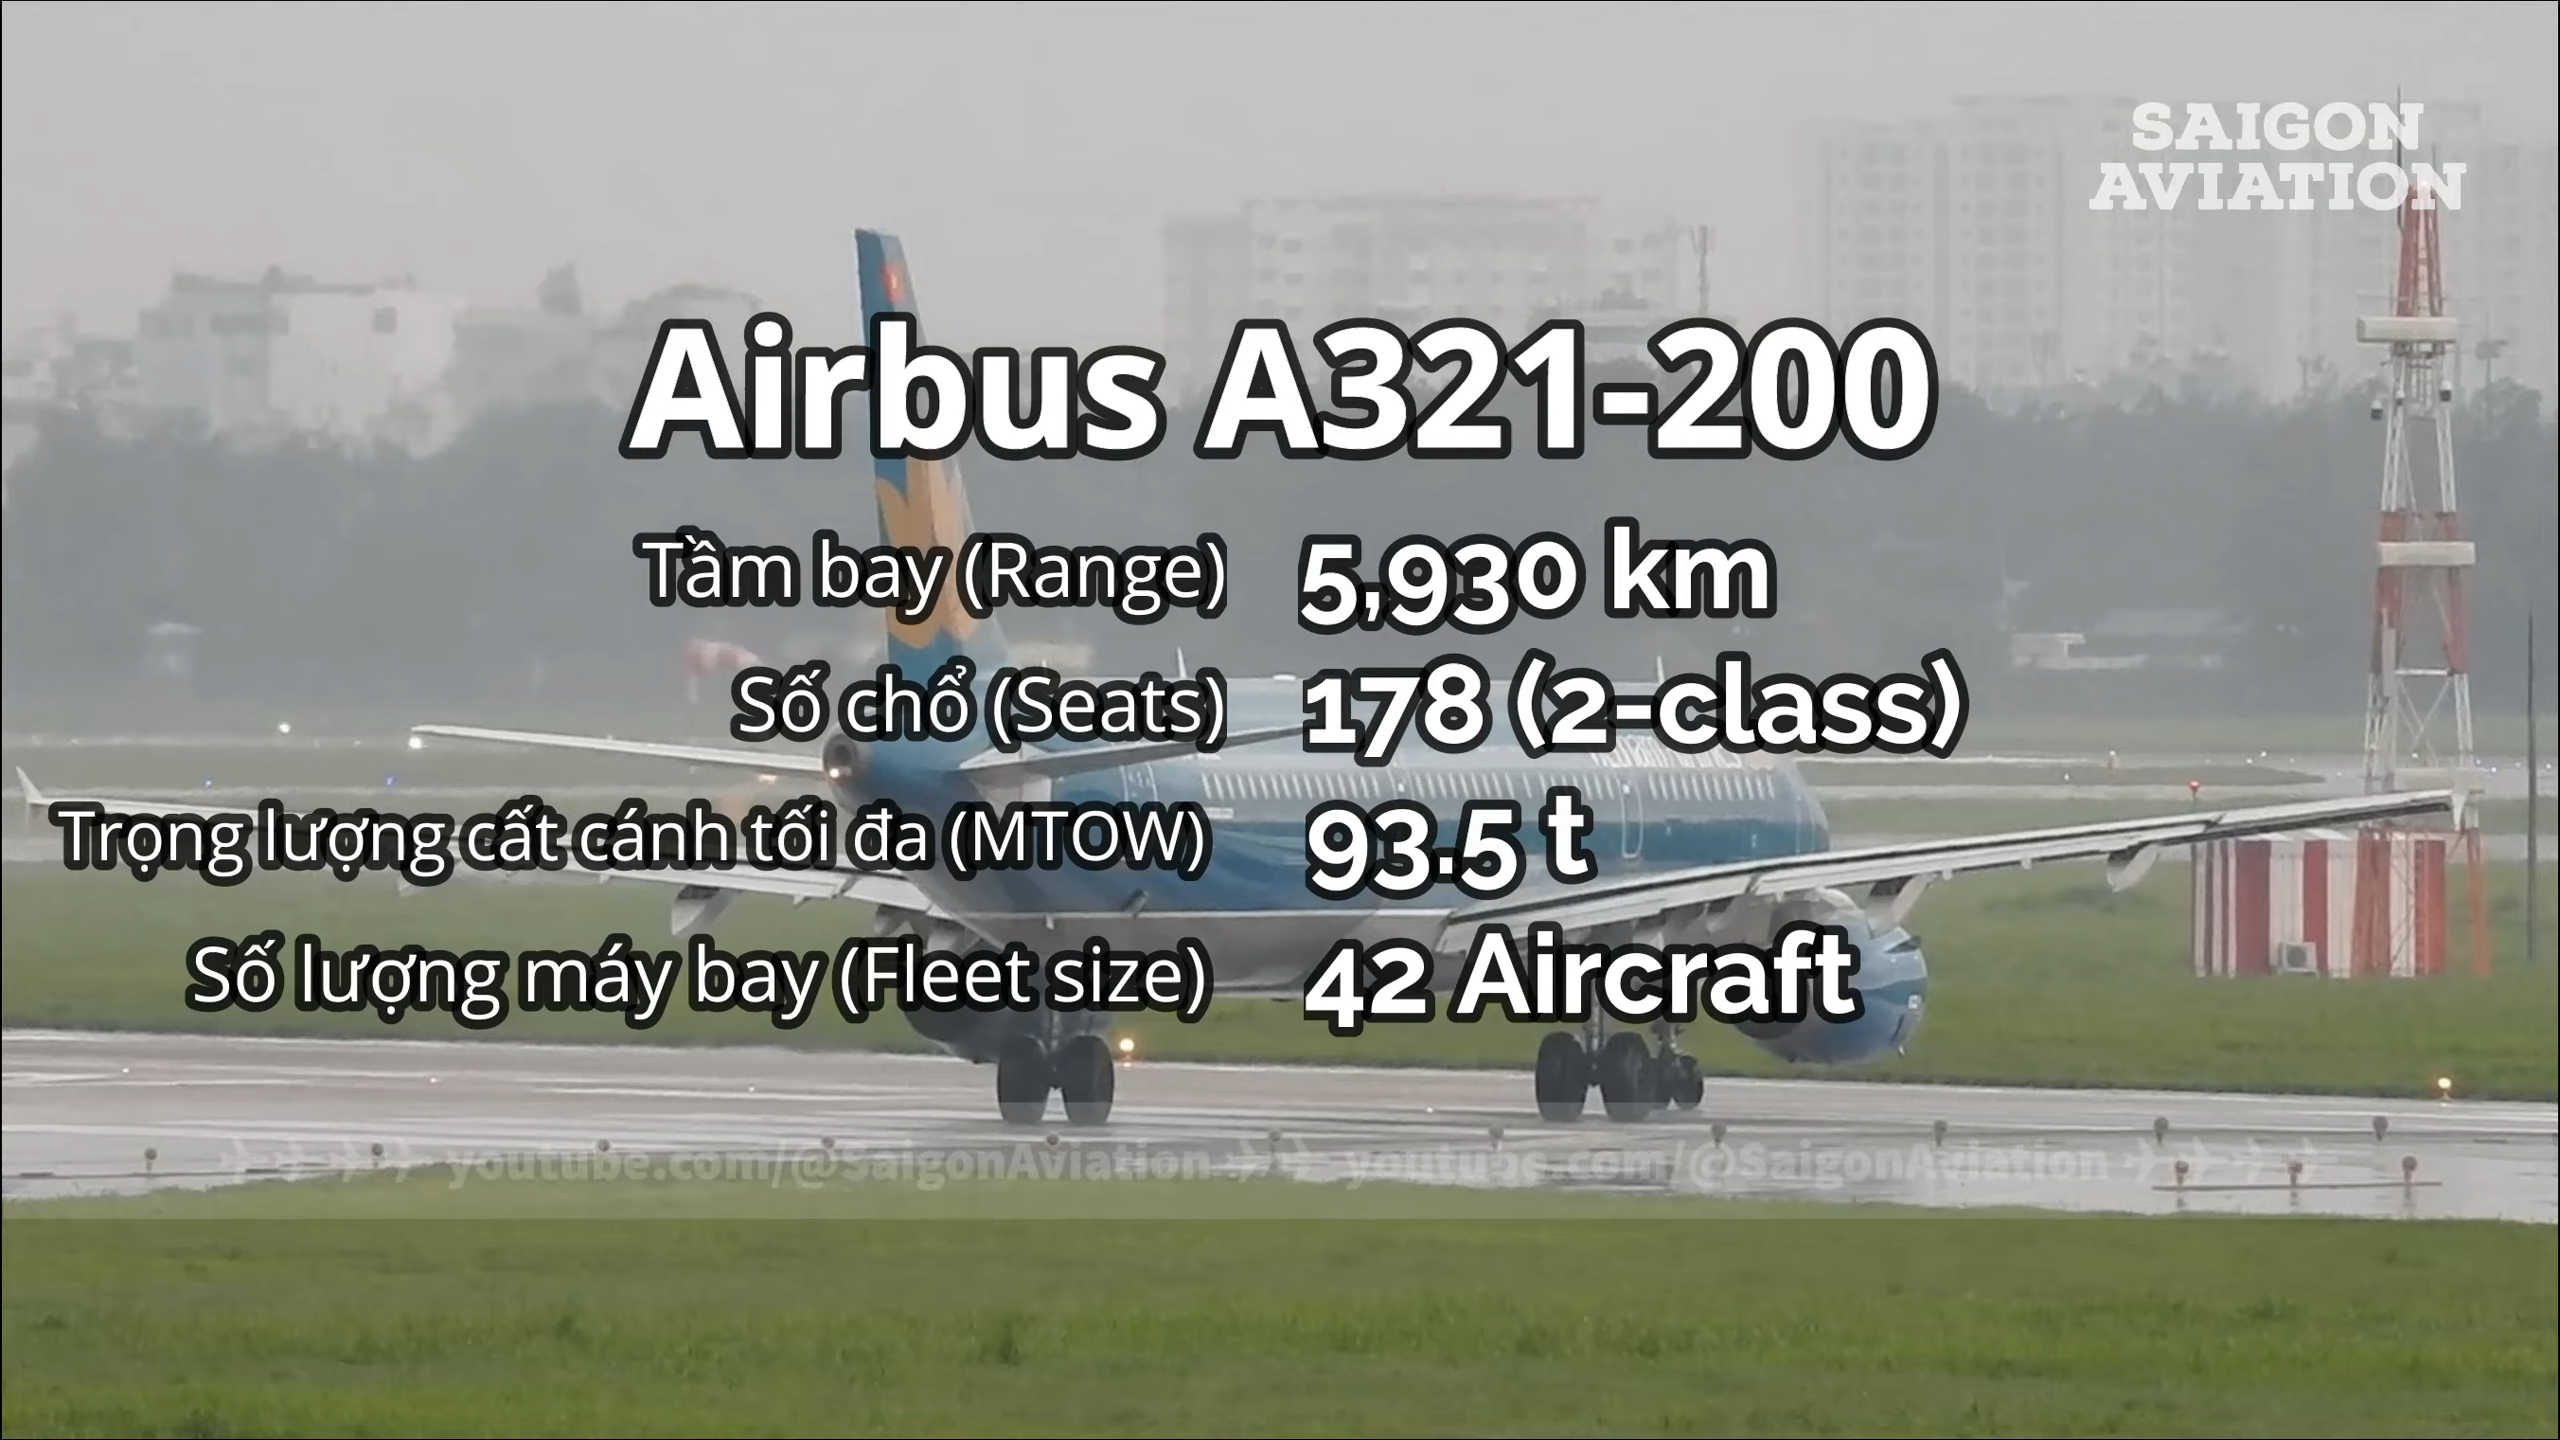 SAIGON
AVIATION
Airbus A321-200
Tầm bay (Range) 5,930 km
Số chổ (Seats) 178 (2-class)
Trọng lượng cất cánh tối đa (MTOW) 93.5 t
Số lượng máy bay (Fleet size) 42 Aircraft
youtube.com/@SaigonAviation youtube.com/@SaigonAviation